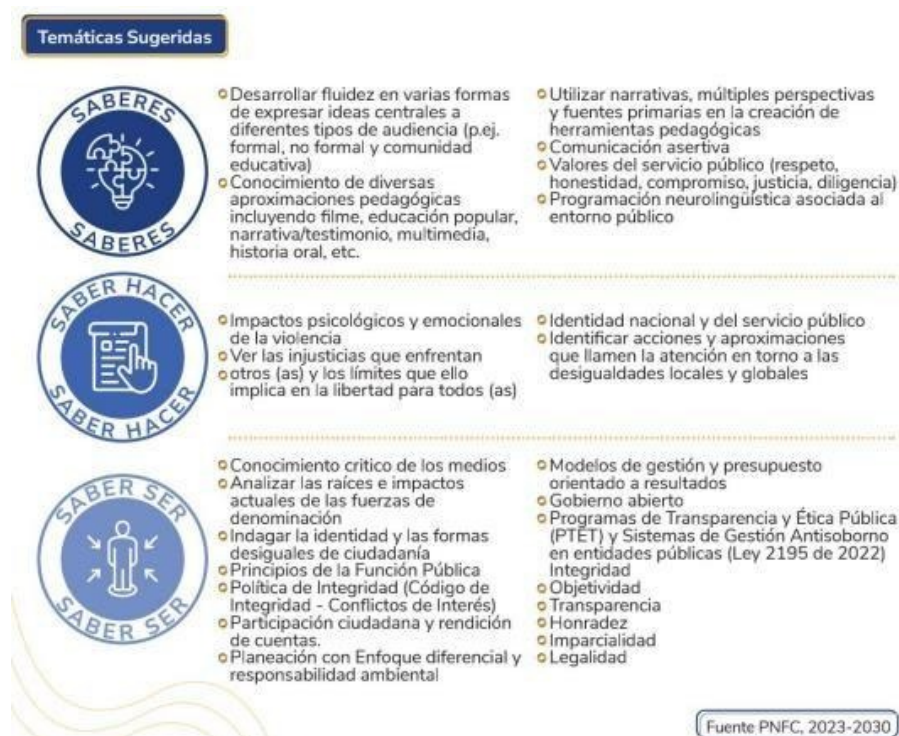 Temáticas Sugeridas
SABERES
SABERES
Desarrollar fluidez en varias formas
de expresar ideas centrales a
diferentes tipos de audiencia (p.ej.
formal, no formal y comunidad
educativa)
Conocimiento de diversas
aproximaciones pedagógicas
incluyendo filme, educación popular,
narrativa/testimonio, multimedia,
historia oral, etc.
Utilizar narrativas, múltiples perspectivas
y fuentes primarias en la creación de
herramientas pedagógicas
Comunicación asertiva
Valores del servicio público (respeto,
honestidad, compromiso, justicia, diligencia)
Programación neurolingüística asociada al
entorno público
SABER HACER
SABER HACER
Impactos psicológicos y emocionales
de la violencia
Ver las injusticias que enfrentan
otros (as) y los límites que ello
implica en la libertad para todos (as)
Identidad nacional y del servicio público
Identificar acciones y aproximaciones
que llamen la atención en torno a las
desigualdades locales y globales
SABER SER
SABER SER
Conocimiento critico de los medios
Analizar las raíces e impactos
actuales de las fuerzas de
denominación
Indagar la identidad y las formas
desiguales de ciudadanía
Principios de la Función Pública
Política de Integridad (Código de
Integridad - Conflictos de Interés)
Participación ciudadana y rendición
de cuentas.
Planeación con Enfoque diferencial y
responsabilidad ambiental
Modelos de gestión y presupuesto
orientado a resultados
Gobierno abierto
Programas de Transparencia y Ética Pública
(PTET) y Sistemas de Gestión Antisoborno
en entidades públicas (Ley 2195 de 2022)
Integridad
Objetividad
Transparencia
Honradez
Imparcialidad
Legalidad
Fuente PNFC, 2023-2030